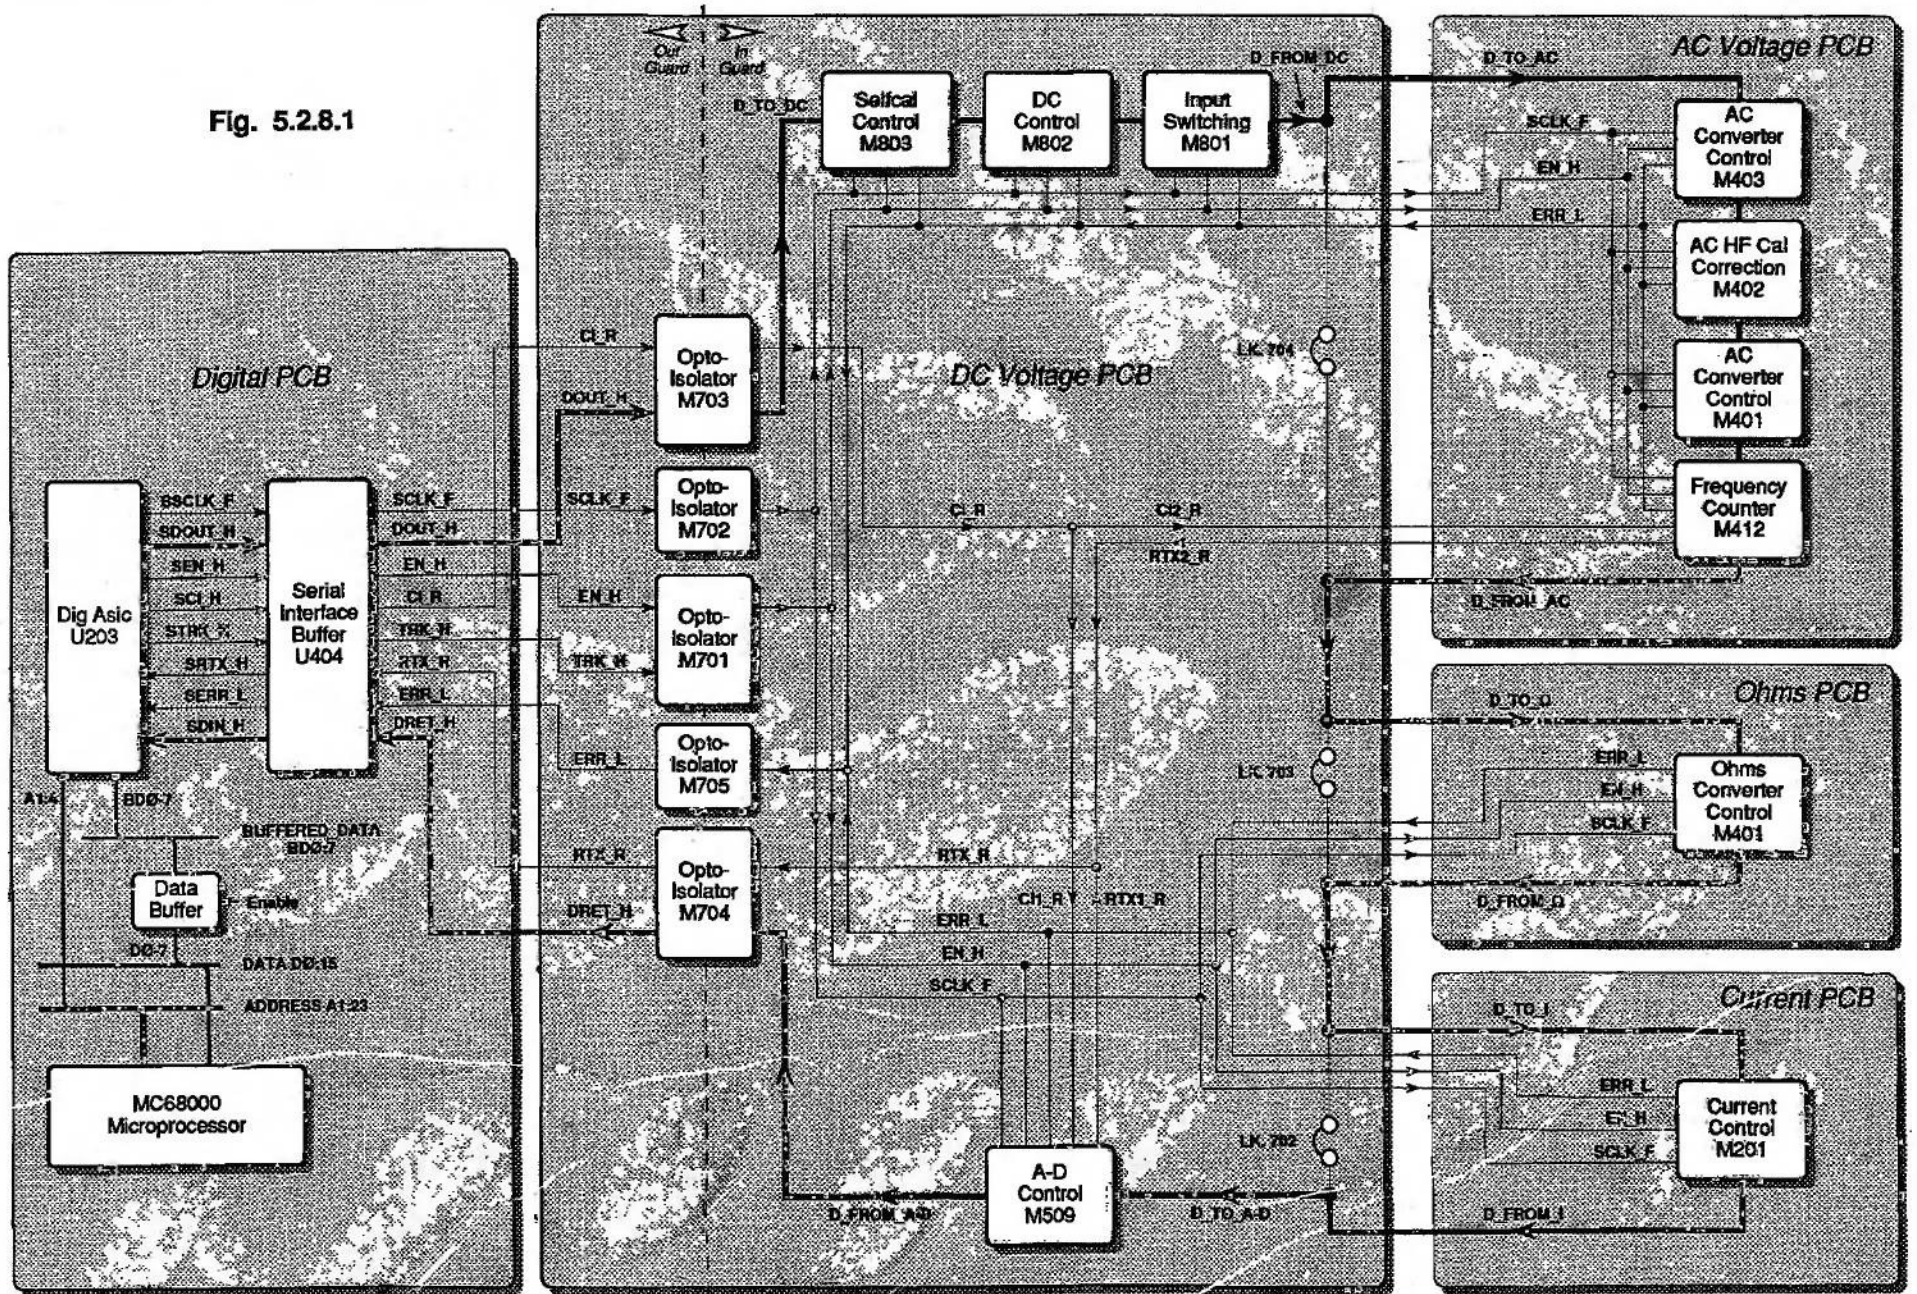 Fig. 5.2.8.1
Out
Guard
In
Guard
Digital PCB
DC Voltage PCB
AC Voltage PCB
Ohms PCB
Current PCB
D_TO_DC
Selfcal
Control
M803
DC
Control
M802
Input
Switching
M801
D_FROM_DC
D_TO_AC
SCLK_F
EN_H
ERR_L
AC
Converter
Control
M403
AC HF Cal
Correction
M402
AC
Converter
Control
M401
Frequency
Counter
M412
D_FROM_AC
CI_R
DOUT_H
Opto-
Isolator
M703
SCLK_F
Opto-
Isolator
M702
EN_H
TRK_H
Opto-
Isolator
M701
ERR_L
Opto-
Isolator
M705
RTX_R
DRET_H
Opto-
Isolator
M704
LK. 704
CI_R
CI2_R
RTX2_R
LK 703
RTX_R
CI1_R
RTX1_R
ERR_L
EN_H
SCLK_F
LK. 702
A-D
Control
M509
D_FROM_A-D
D_TO_A-D
Dig Asic
U203
SSCLK_F
SDOUT_H
SEN_H
SCI_H
SRTX_H
SERR_L
SDIN_H
Serial
Interface
Buffer
U404
SCLK_F
DOUT_H
EN_H
CI_R
TRK_H
RTX_R
ERR_L
DRET_H
A1:4
BDØ-7
BUFFERED_DATA
BDØ:7
Data
Buffer
Enable
DØ-7
DATA DØ:15
ADDRESS A1:23
MC68000
Microprocessor
D_TO_Ω
ERR_L
EN_H
SCLK_F
Ohms
Converter
Control
M401
D_FROM_Ω
D_TO_I
ERR_L
EN_H
SCLK_F
Current
Control
M201
D_FROM_I